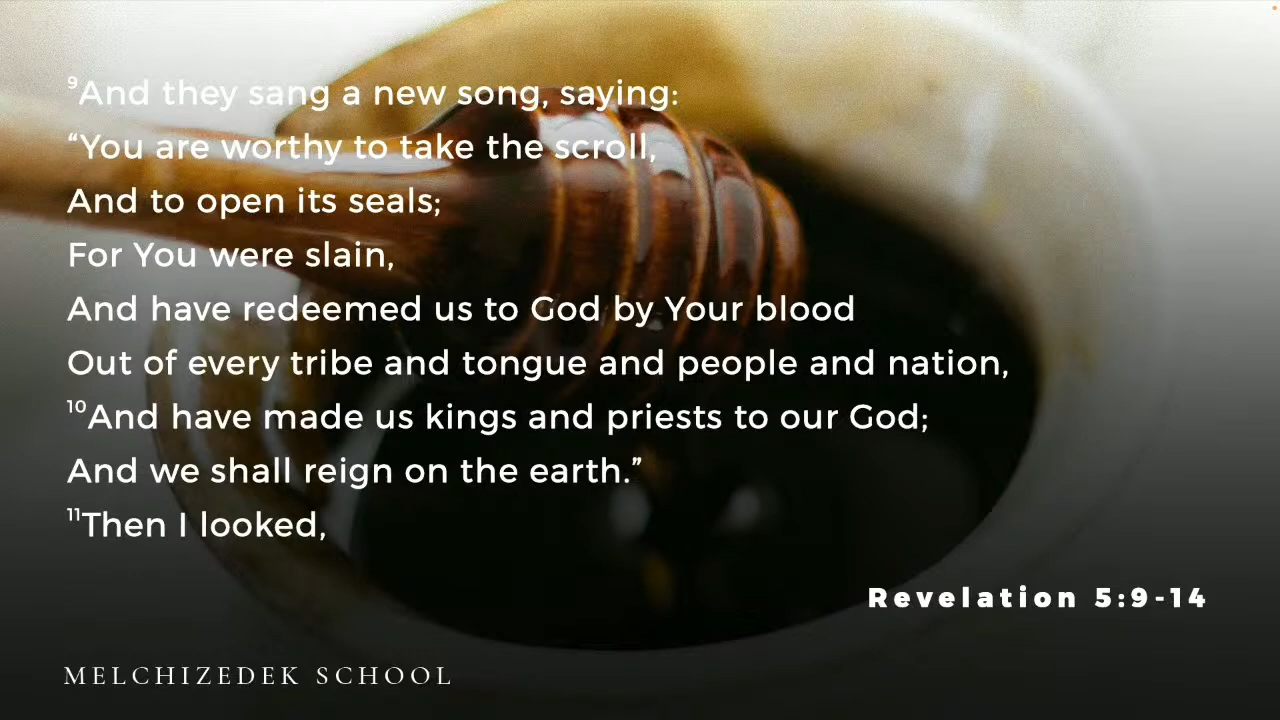 ⁹And they sang a new song, saying:
“You are worthy to take the scroll,
And to open its seals;
For You were slain,
And have redeemed us to God by Your blood
Out of every tribe and tongue and people and nation,
¹⁰And have made us kings and priests to our God;
And we shall reign on the earth.”
¹¹Then I looked,
Revelation 5:9-14
MELCHIZEDEK SCHOOL